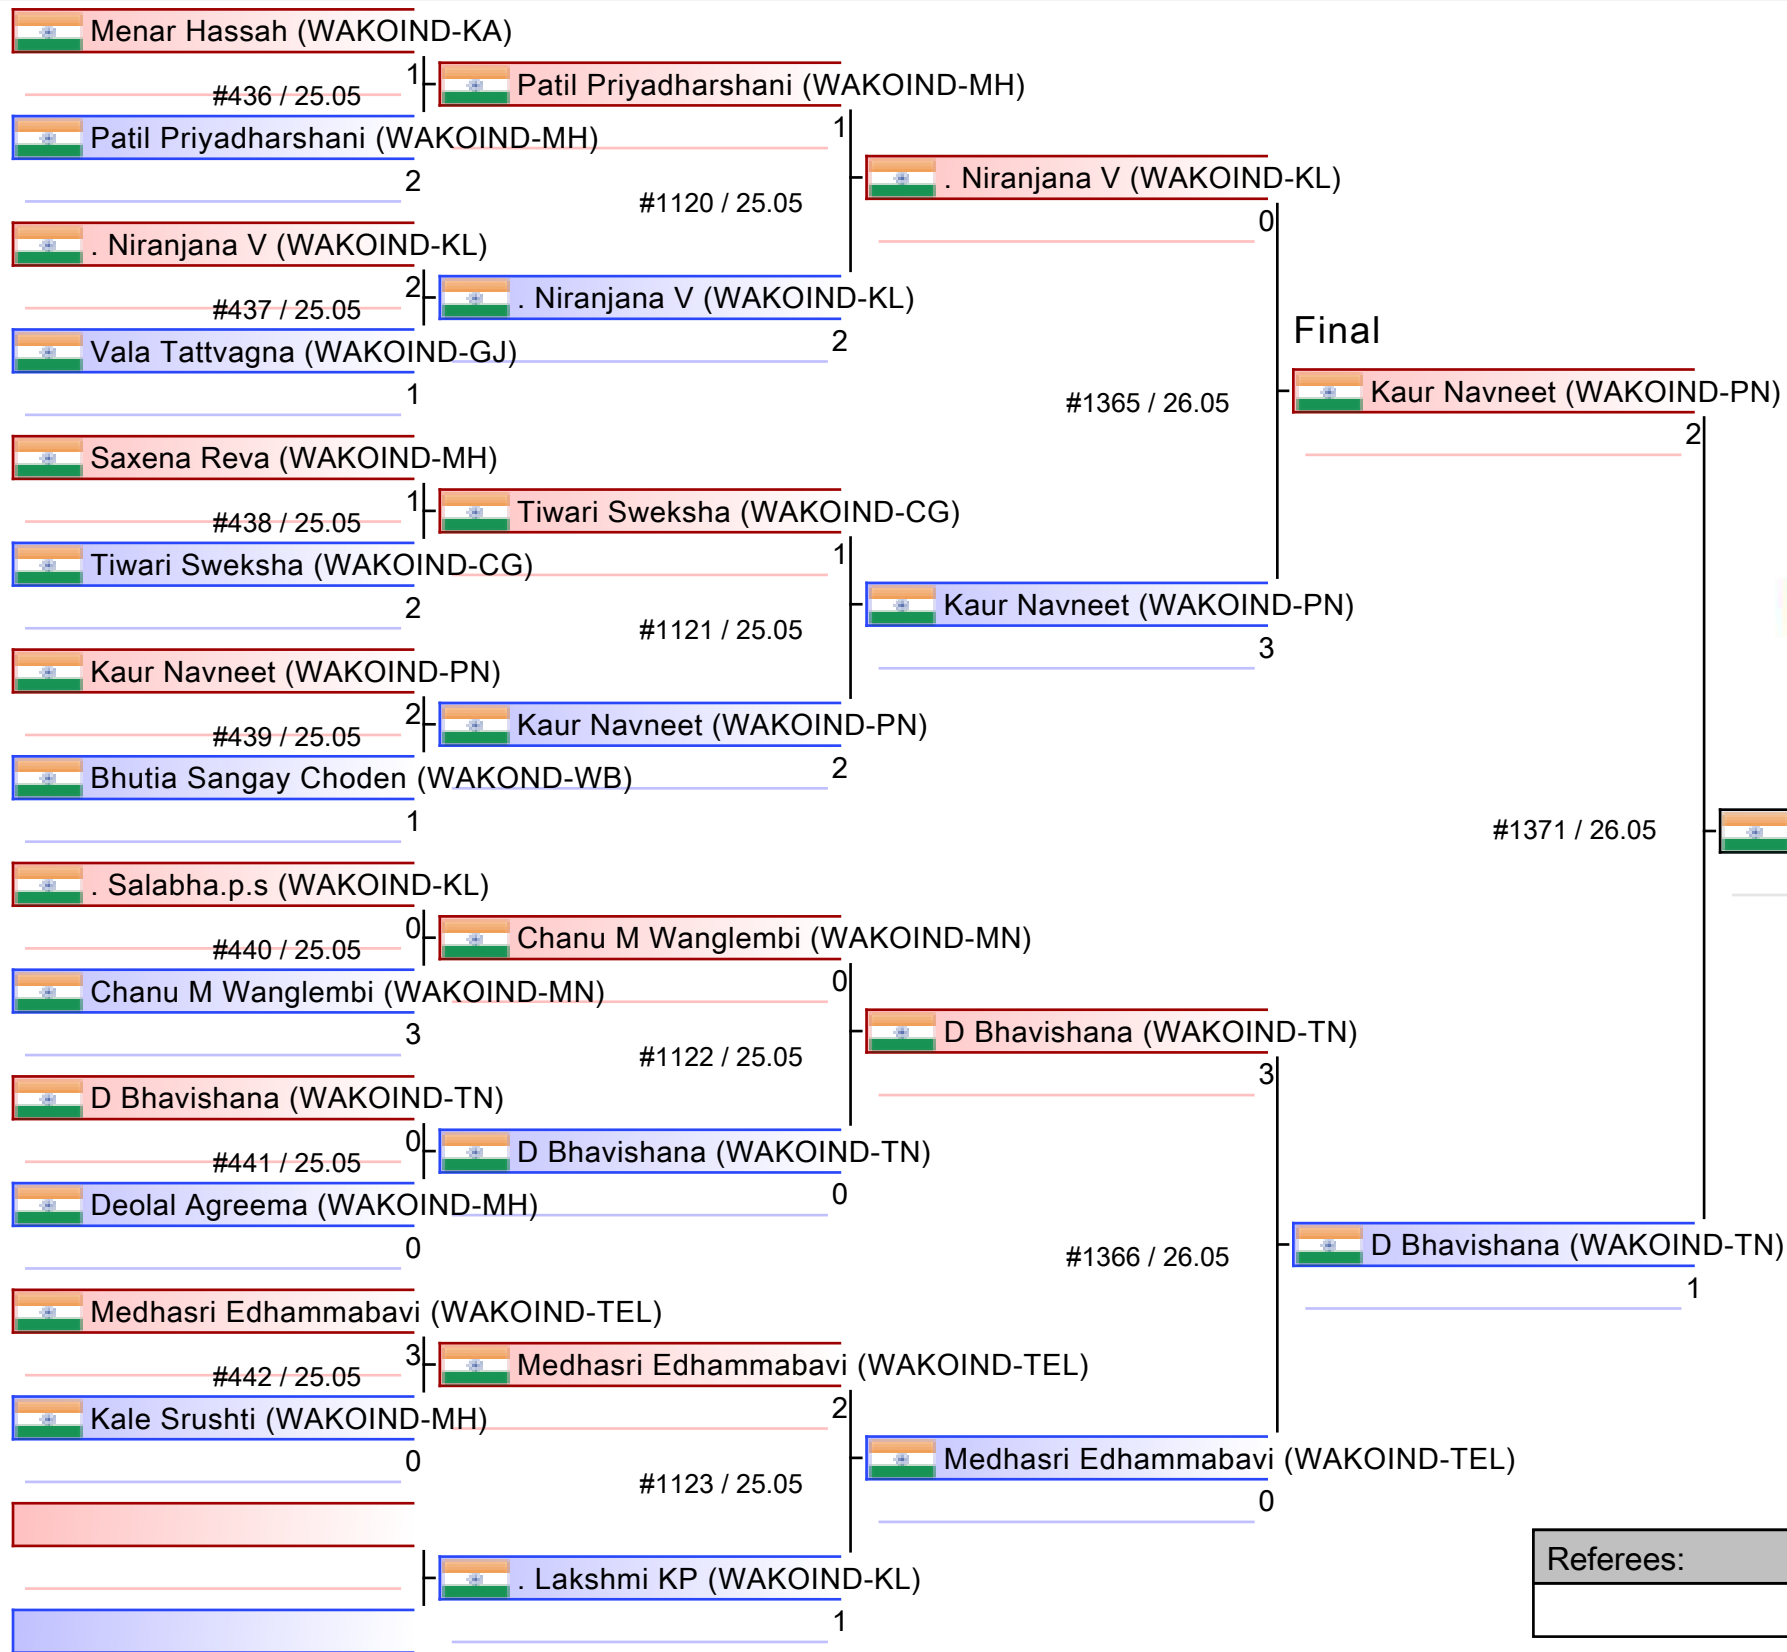 Menar Hassah (WAKOIND-KA)
1
#436 / 25.05
Patil Priyadharshani (WAKOIND-MH)
2
. Niranjana V (WAKOIND-KL)
2
#437 / 25.05
Vala Tattvagna (WAKOIND-GJ)
1
Saxena Reva (WAKOIND-MH)
1
#438 / 25.05
Tiwari Sweksha (WAKOIND-CG)
2
Kaur Navneet (WAKOIND-PN)
2
#439 / 25.05
Bhutia Sangay Choden (WAKOND-WB)
1
. Salabha.p.s (WAKOIND-KL)
0
#440 / 25.05
Chanu M Wanglembi (WAKOIND-MN)
3
D Bhavishana (WAKOIND-TN)
0
#441 / 25.05
Deolal Agreema (WAKOIND-MH)
0
Medhasri Edhammabavi (WAKOIND-TEL)
3
#442 / 25.05
Kale Srushti (WAKOIND-MH)
0
Patil Priyadharshani (WAKOIND-MH)
1
#1120 / 25.05
. Niranjana V (WAKOIND-KL)
2
Tiwari Sweksha (WAKOIND-CG)
1
#1121 / 25.05
Kaur Navneet (WAKOIND-PN)
2
Chanu M Wanglembi (WAKOIND-MN)
0
#1122 / 25.05
D Bhavishana (WAKOIND-TN)
0
Medhasri Edhammabavi (WAKOIND-TEL)
2
#1123 / 25.05
. Lakshmi KP (WAKOIND-KL)
1
. Niranjana V (WAKOIND-KL)
0
#1365 / 26.05
Kaur Navneet (WAKOIND-PN)
3
D Bhavishana (WAKOIND-TN)
3
#1366 / 26.05
Medhasri Edhammabavi (WAKOIND-TEL)
0
Final
Kaur Navneet (WAKOIND-PN)
2
#1371 / 26.05
D Bhavishana (WAKOIND-TN)
1
Referees: